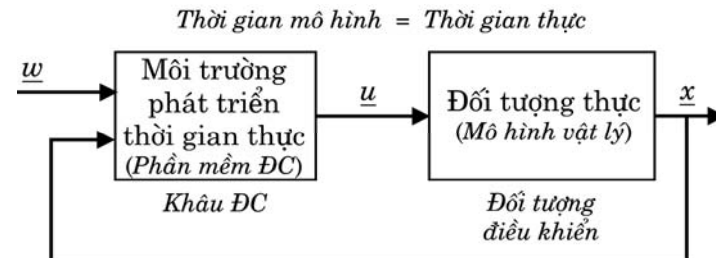 Thời gian mô hình = Thời gian thực
w
Môi trường
phát triển
thời gian thực
(Phần mềm ĐC)
Khâu ĐC
u
Đối tượng thực
(Mô hình vật lý)
Đối tượng
điều khiển
x